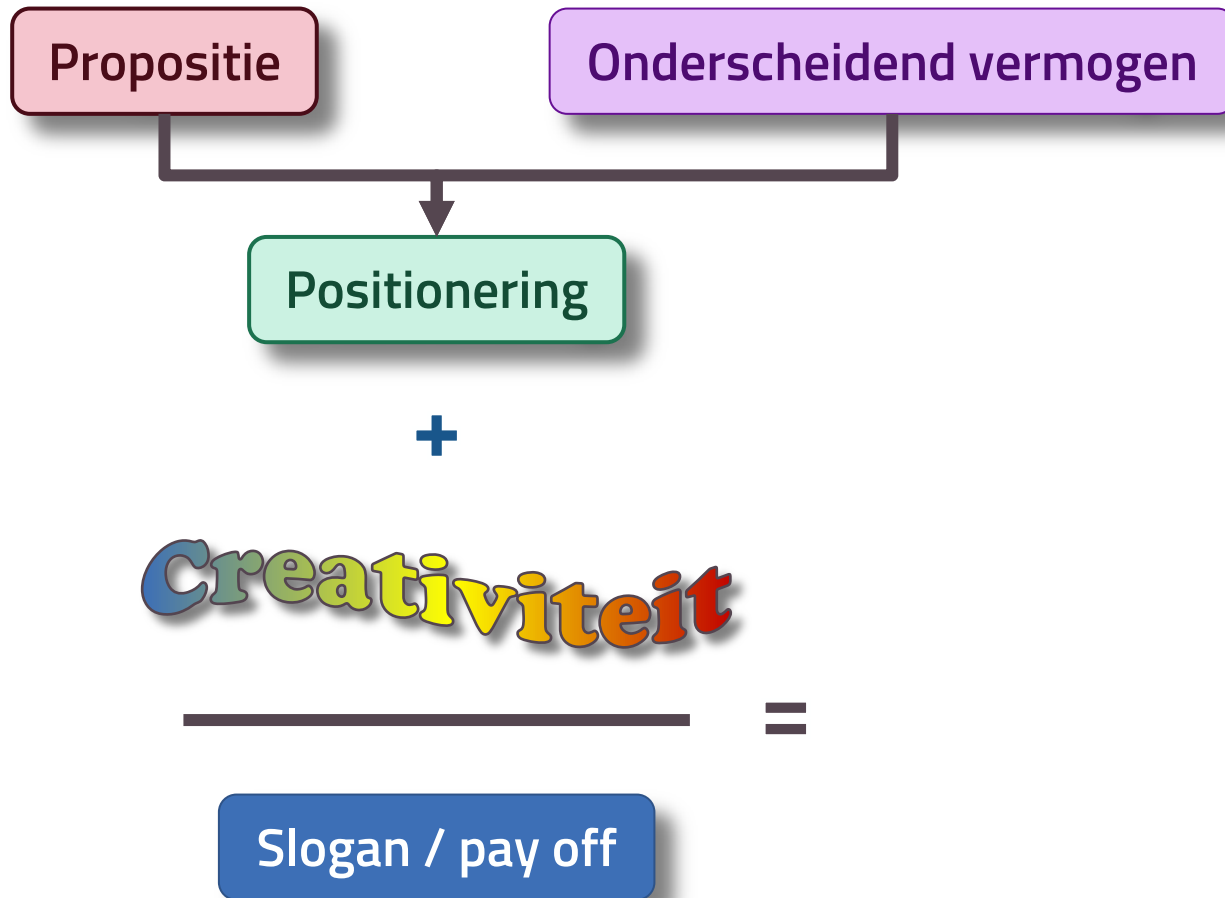 Propositie
Onderscheidend vermogen
Positionering
+
Creativiteit
=
Slogan / pay off